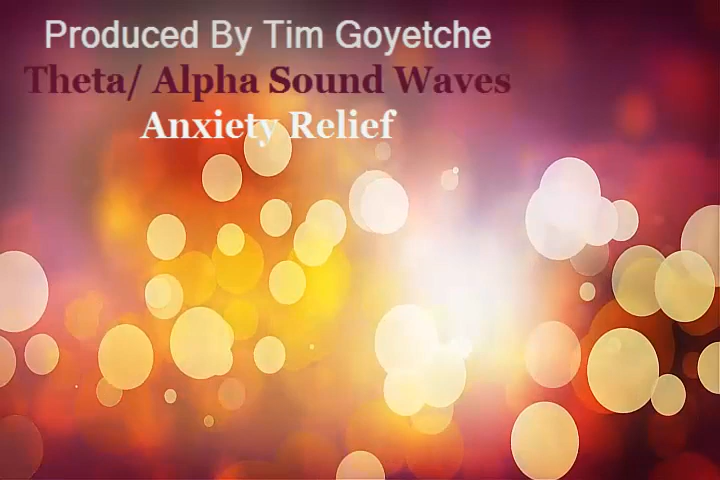 Produced By Tim Goyetche
Theta/ Alpha Sound Waves
Anxiety Relief